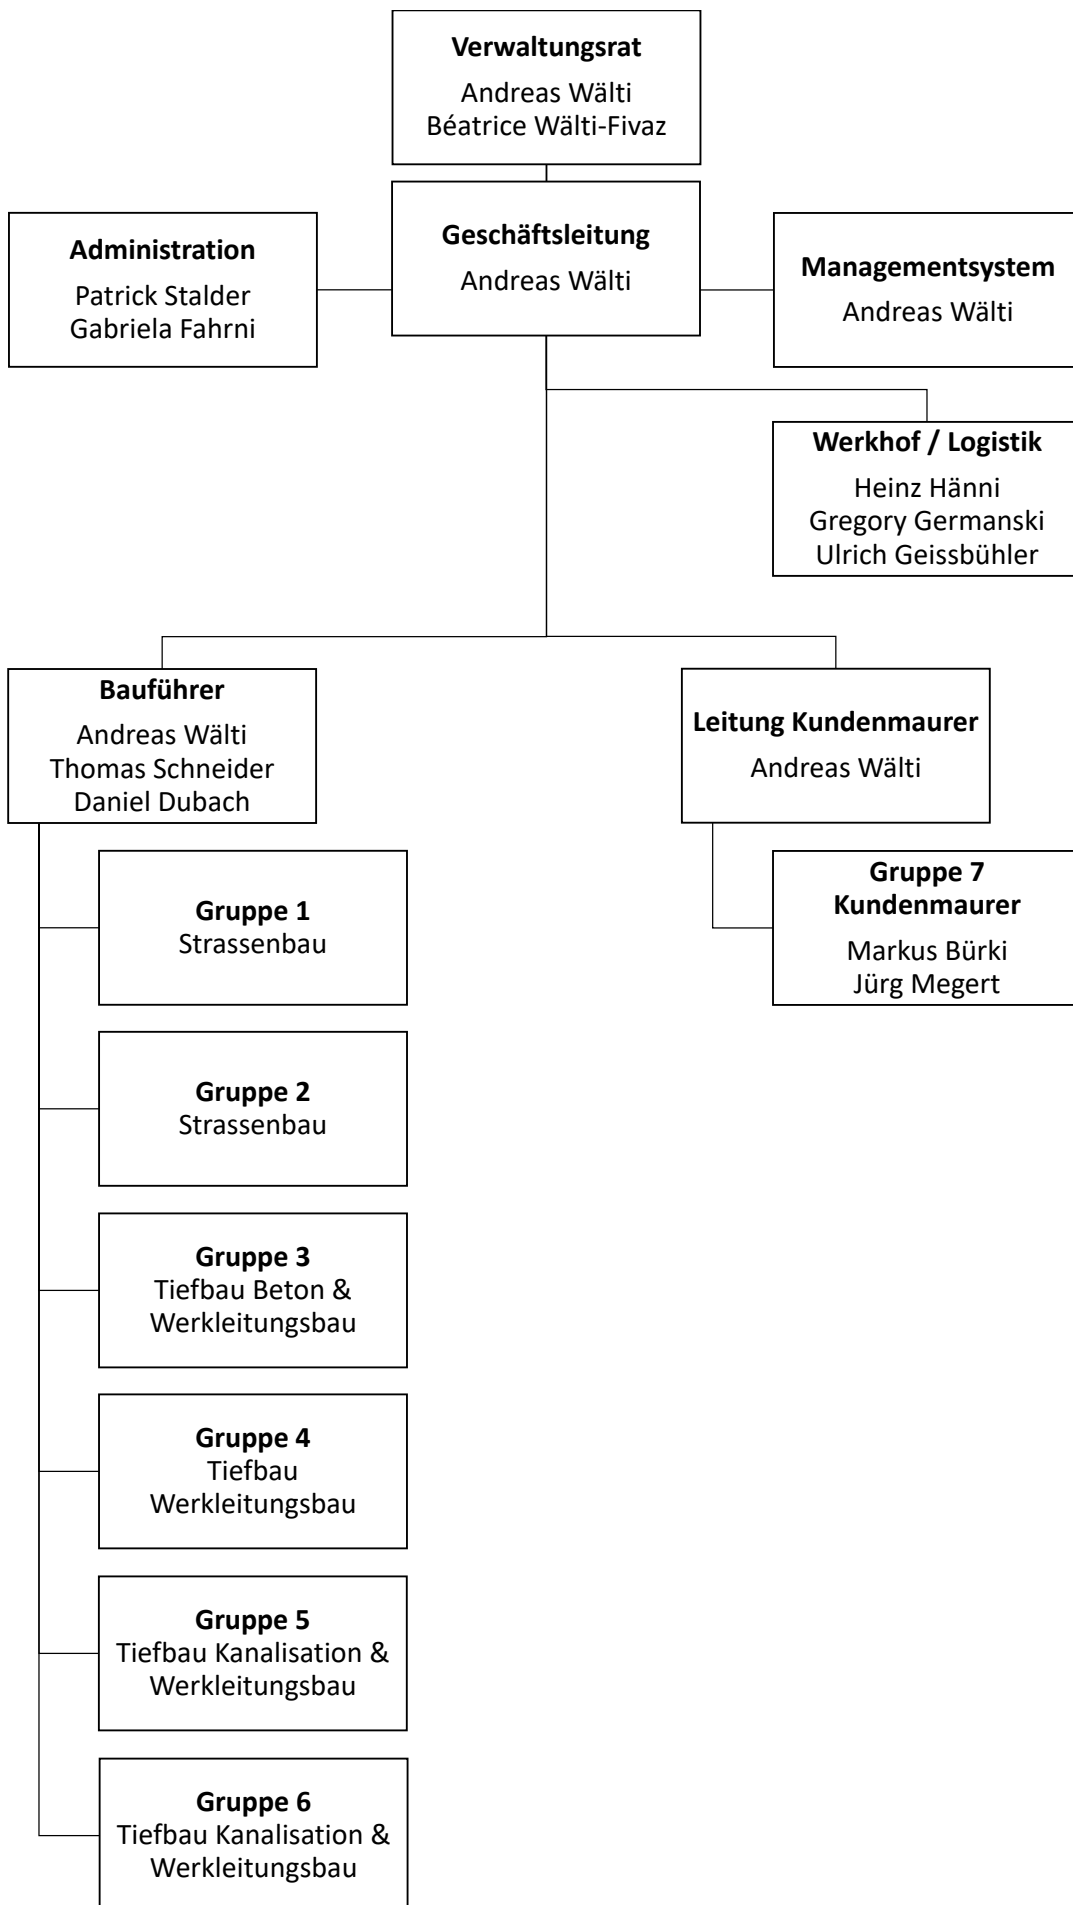 Verwaltungsrat
Andreas Wälti
Béatrice Wälti-Fivaz
Administration
Patrick Stalder
Gabriela Fahrni
Geschäftsleitung
Andreas Wälti
Managementsystem
Andreas Wälti
Werkhof / Logistik
Heinz Hänni
Gregory Germanski
Ulrich Geissbühler
Bauführer
Andreas Wälti
Thomas Schneider
Daniel Dubach
Leitung Kundenmaurer
Andreas Wälti
Gruppe 1
Strassenbau
Gruppe 7
Kundenmaurer
Markus Bürki
Jürg Megert
Gruppe 2
Strassenbau
Gruppe 3
Tiefbau Beton &
Werkleitungsbau
Gruppe 4
Tiefbau
Werkleitungsbau
Gruppe 5
Tiefbau Kanalisation &
Werkleitungsbau
Gruppe 6
Tiefbau Kanalisation &
Werkleitungsbau